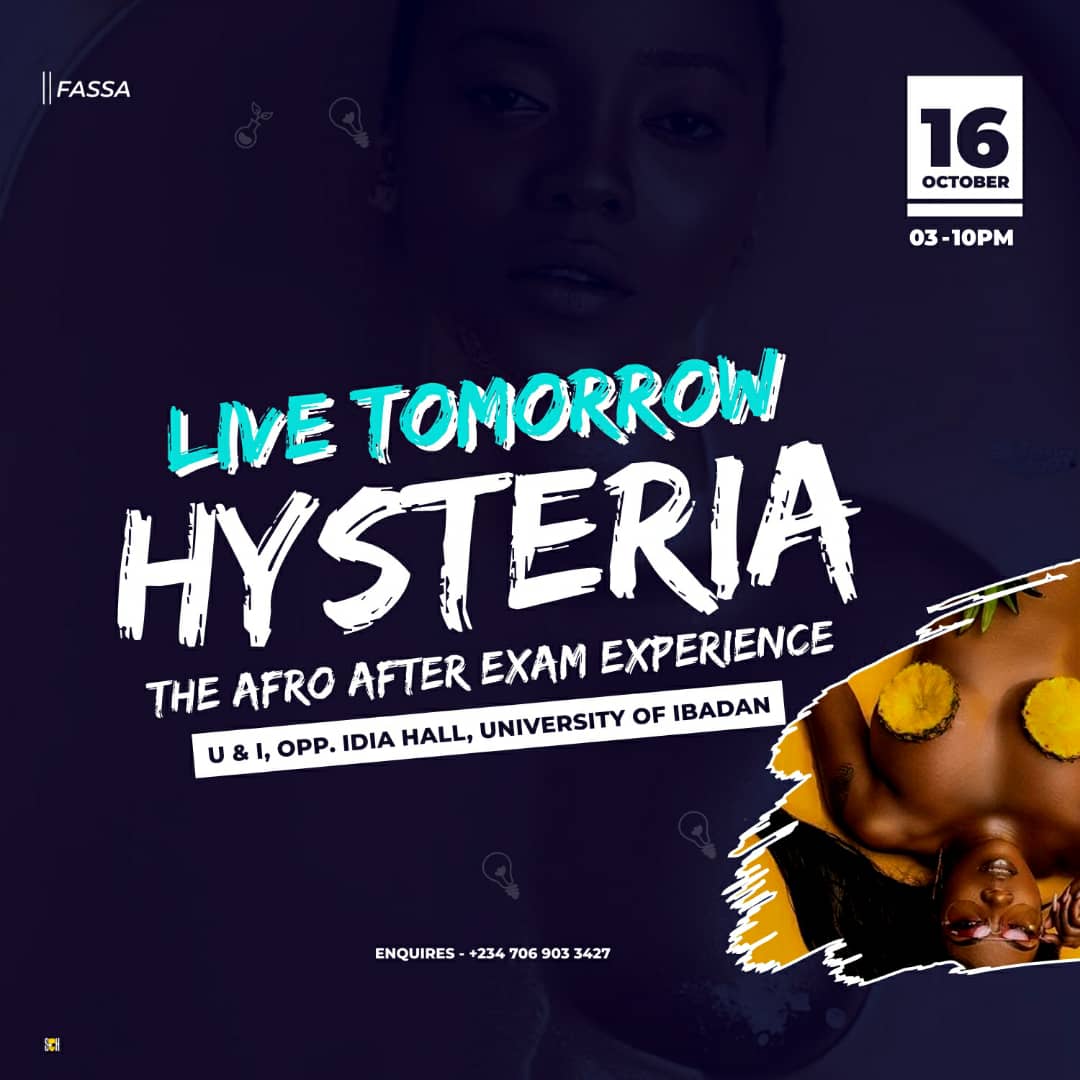 FASSA
16
OCTOBER
03 -10PM
LIVE TOMORROW
HYSTERIA
THE AFRO AFTER EXAM EXPERIENCE
U & I, OPP. IDIA HALL, UNIVERSITY OF IBADAN
ENQUIRES - +234 706 903 3427
SCH